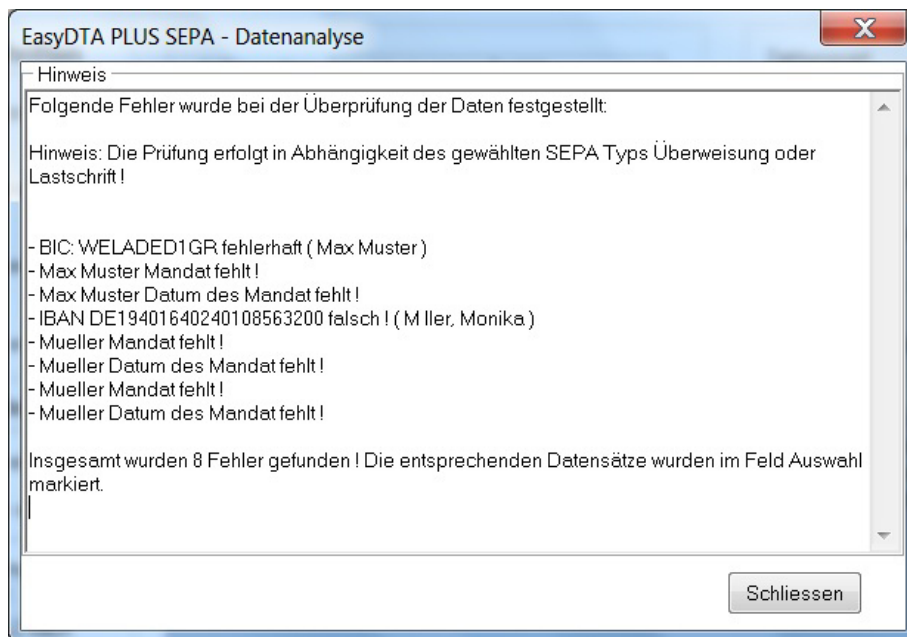 EasyDTA PLUS SEPA - Datenanalyse
X
Hinweis
Folgende Fehler wurde bei der Überprüfung der Daten festgestellt:
Hinweis: Die Prüfung erfolgt in Abhängigkeit des gewählten SEPA Typs Überweisung oder
Lastschrift !
- BIC: WELADED1GR fehlerhaft ( Max Muster )
- Max Muster Mandat fehlt !
- Max Muster Datum des Mandat fehlt !
- IBAN DE19401640240108563200 falsch ! ( M ller, Monika )
- Mueller Mandat fehlt !
- Mueller Datum des Mandat fehlt !
- Mueller Mandat fehlt !
- Mueller Datum des Mandat fehlt !
Insgesamt wurden 8 Fehler gefunden ! Die entsprechenden Datensätze wurden im Feld Auswahl
markiert.
Schliessen